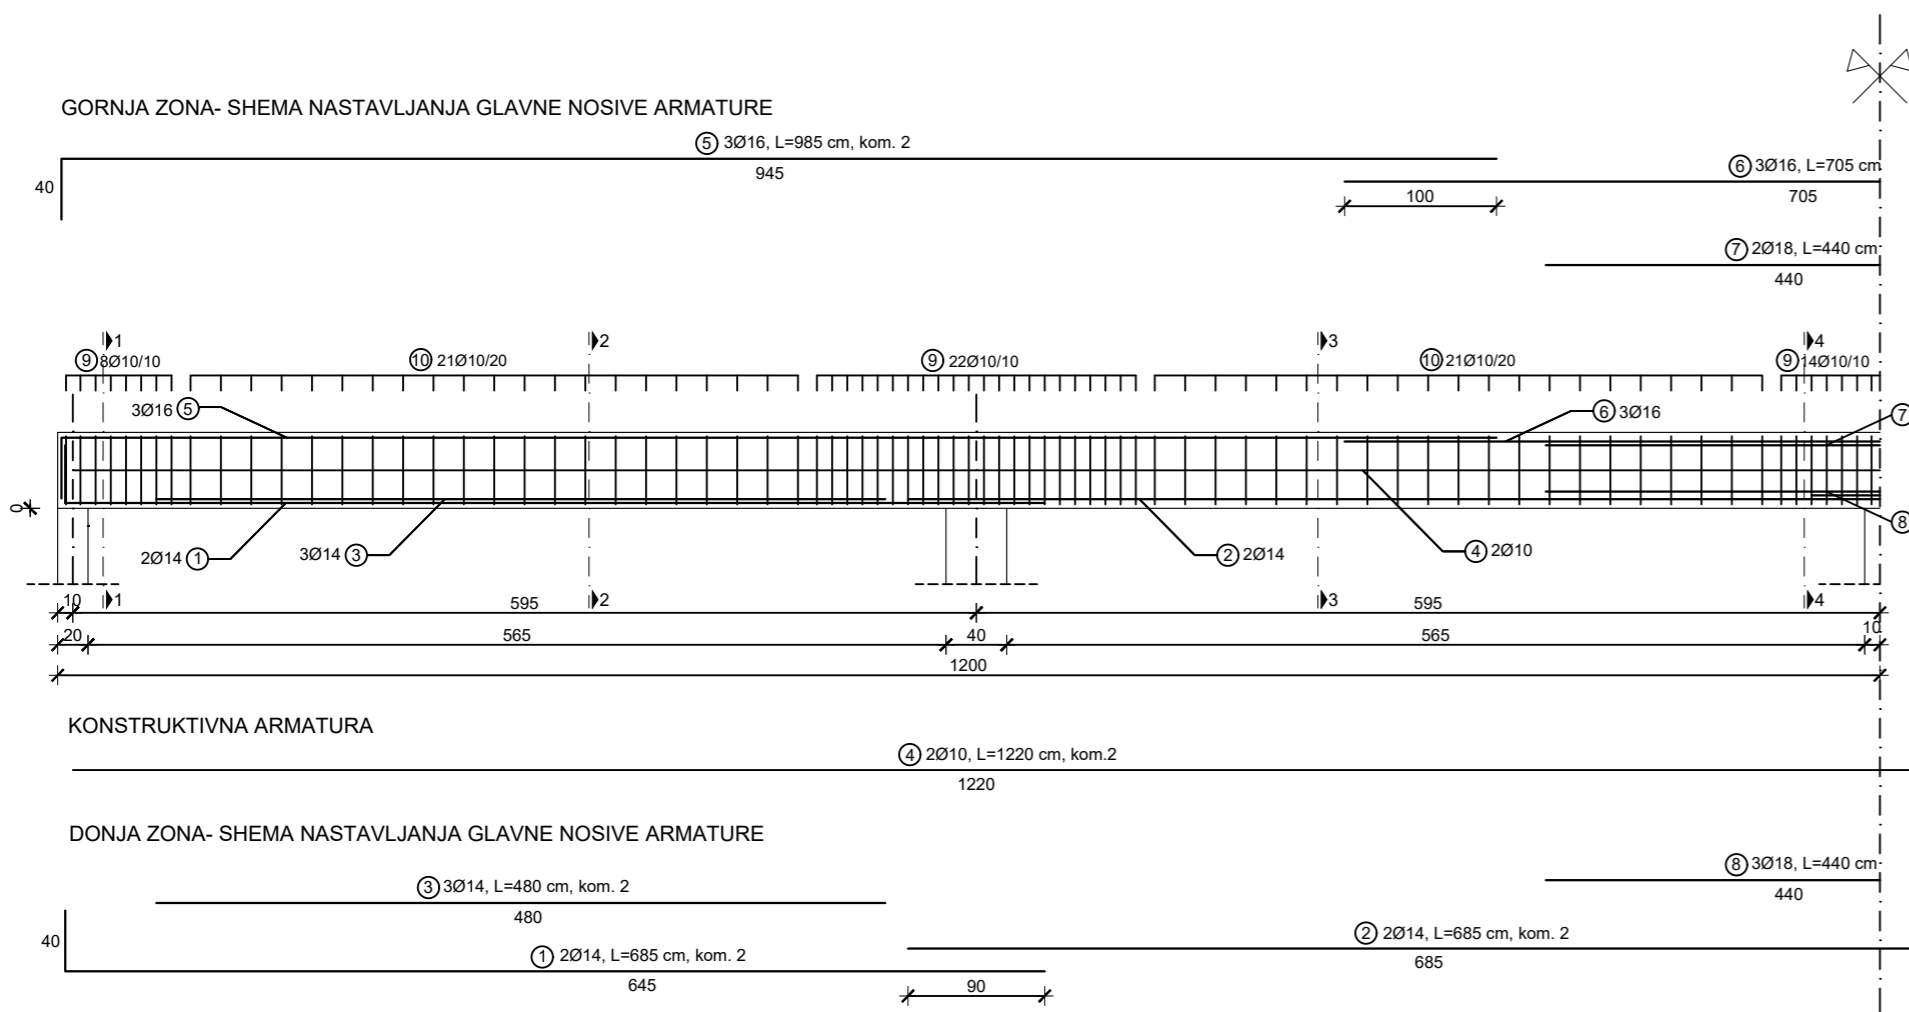 GORNJA ZONA- SHEMA NASTAVLJANJA GLAVNE NOSIVE ARMATURE
5 3Ø16, L=985 cm, kom. 2
945
40
6 3Ø16, L=705 cm
705
100
7 2Ø18, L=440 cm
440
1 2 3 4
9 8Ø10/10 10 21Ø10/20 9 22Ø10/10 10 21Ø10/20 9 14Ø10/10
3Ø16 5 6 3Ø16 7
0
2Ø14 1 3Ø14 3 2 2Ø14 4 2Ø10 8
1 2 3 4
10 595 595
20 565 40 565 10
1200
KONSTRUKTIVNA ARMATURA
4 2Ø10, L=1220 cm, kom.2
1220
DONJA ZONA- SHEMA NASTAVLJANJA GLAVNE NOSIVE ARMATURE
8 3Ø18, L=440 cm
440
3 3Ø14, L=480 cm, kom. 2
480
40
2 2Ø14, L=685 cm, kom. 2
685
1 2Ø14, L=685 cm, kom. 2
645
90